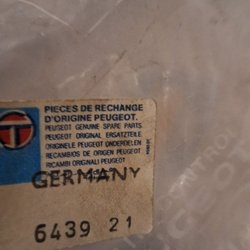 PIECES DE RECHANGE
D'ORIGINE PEUGEOT.
PEUGEOT GENUINE SPARE PARTS.
PEUGEOT ORIGINAL ERSATZTEILE
ORIGINELE PEUGEOT ONDERDELEN
RECAMBIOS DE ORIGEN PEUGEOT
RICAMBI ORIGINALI PEUGEOT
GERMANY
6439 21